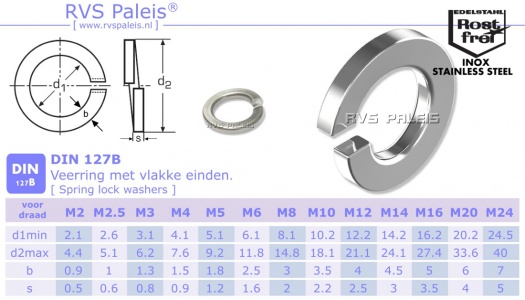 RVS Paleis®
[ www.rvspaleis.nl ]
EDELSTAHL
Rost frei
INOX
STAINLESS STEEL
d1
b
s
d2
RVS PALEIS
RVS PALEIS
DIN
127B
DIN 127B
Veerring met vlakke einden.
[ Spring lock washers ]
voor draad M2 M2.5 M3 M4 M5 M6 M8 M10 M12 M14 M16 M20 M24
d1min 2.1 2.6 3.1 4.1 5.1 6.1 8.1 10.2 12.2 14.2 16.2 20.2 24.5
d2max 4.4 5.1 6.2 7.6 9.2 11.8 14.8 18.1 21.1 24.1 27.4 33.6 40
b 0.9 1 1.3 1.5 1.8 2.5 3 3.5 4 4.5 5 6 7
s 0.5 0.6 0.8 0.9 1.2 1.6 2 2.2 2.5 3 3.5 4 5